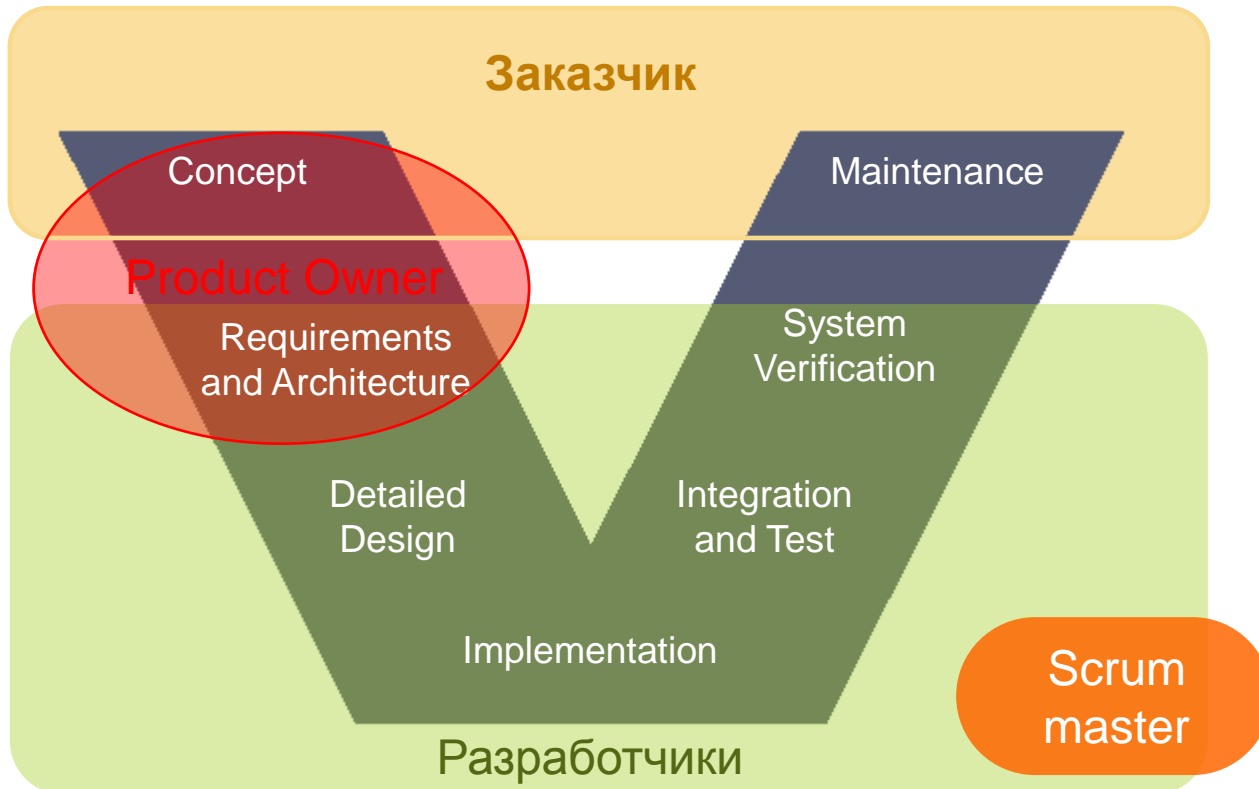 Заказчик
Concept
Maintenance
Product Owner
Requirements
and Architecture
System
Verification
Detailed
Design
Integration
and Test
Implementation
Scrum
master
Разработчики